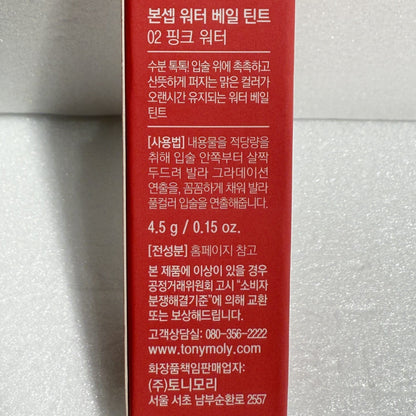 본셉 워터 베일 틴트
02 핑크 워터
수분 톡톡! 입술 위에 촉촉하고
산뜻하게 퍼지는 맑은 컬러가
오랜시간 유지되는 워터 베일
틴트
[사용법] 내용물을 적당량을
취해 입술 안쪽부터 살짝
두드려 발라 그라데이션
연출을, 꼼꼼하게 채워 발라
풀컬러 입술을 연출해줍니다.
4.5 g / 0.15 oz.
[전성분] 홈페이지 참고
본 제품에 이상이 있을 경우
공정거래위원회 고시 "소비자
분쟁해결기준"에 의해 교환
또는 보상해드립니다.
고객상담실: 080-356-2222
www.tonymoly.com
화장품책임판매업자:
(주)토니모리
서울 서초 남부순환로 2557